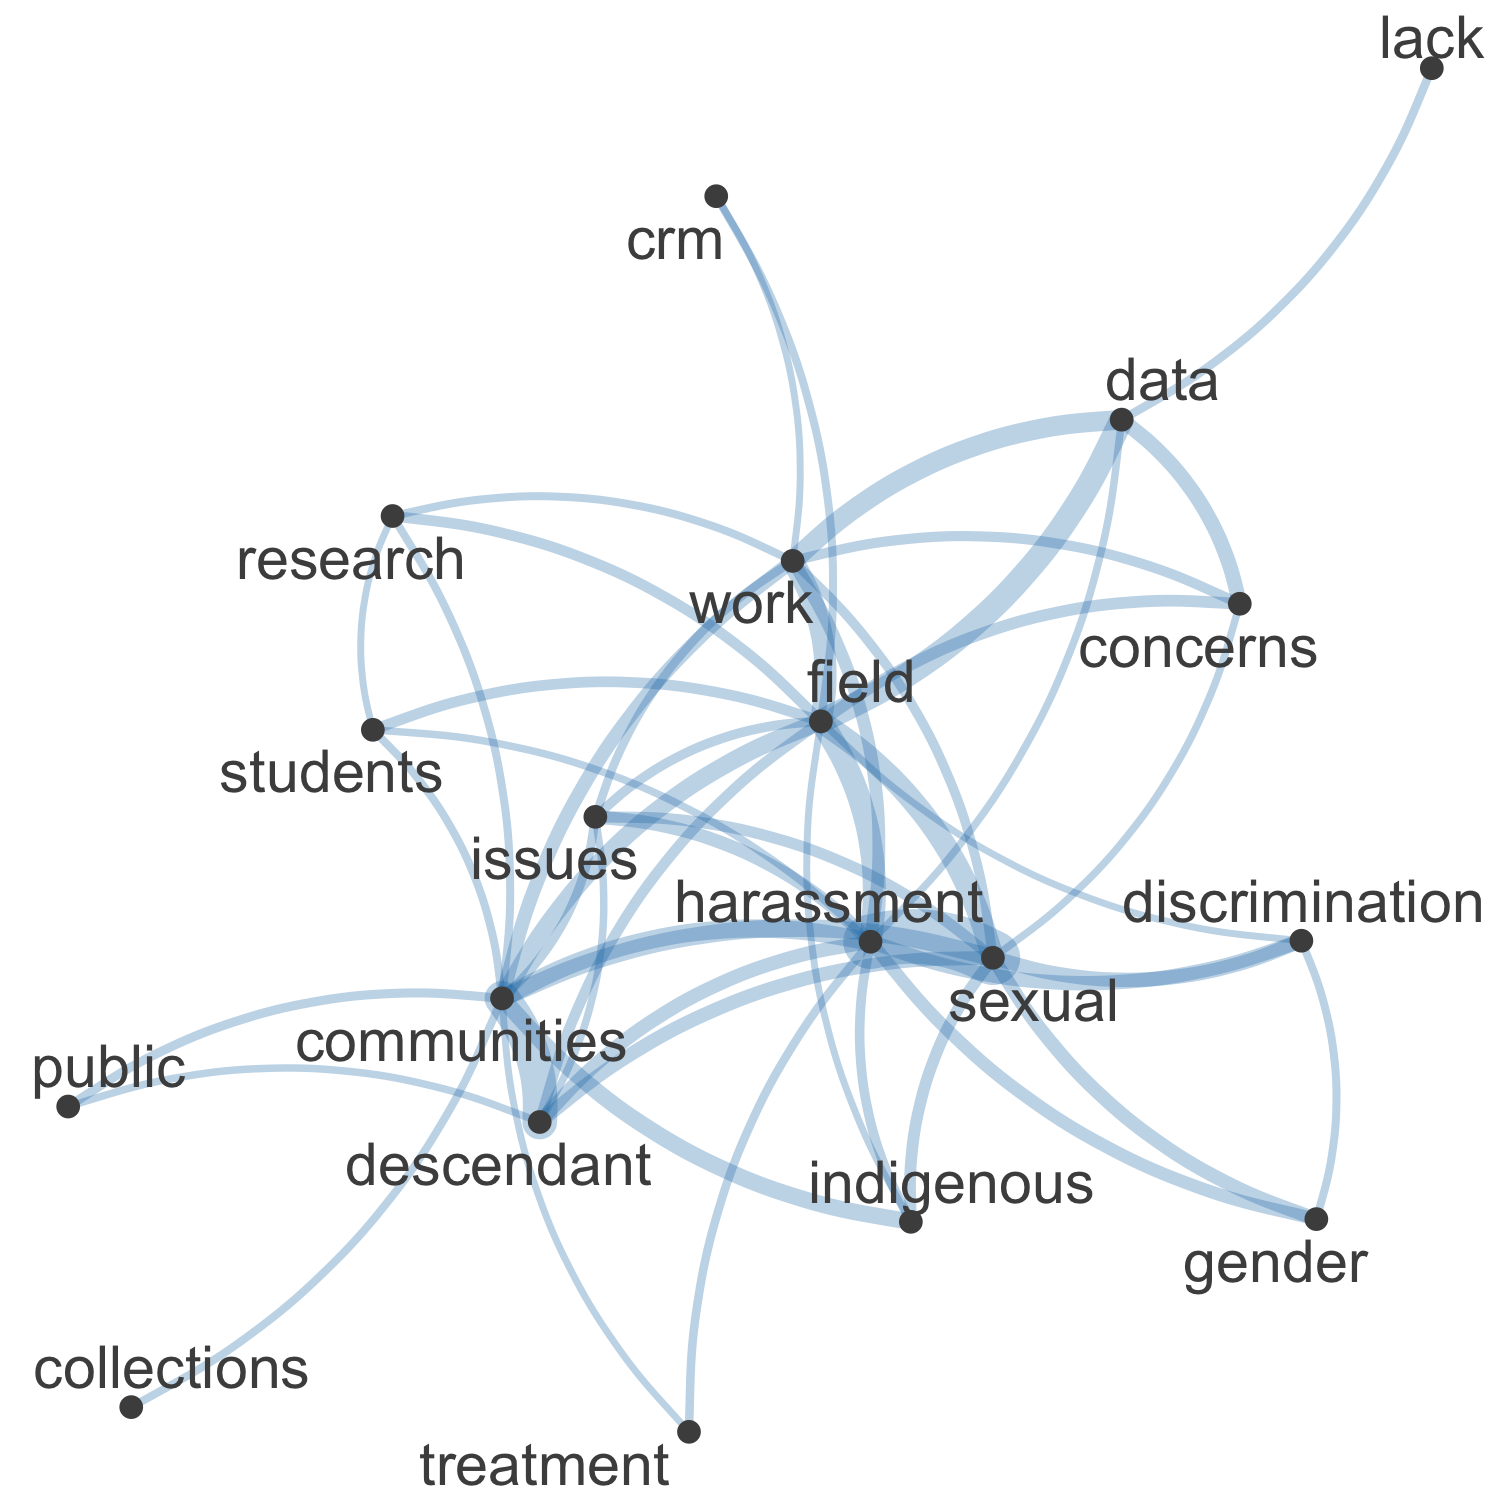 lack
crm
data
research
work
concerns
field
students
issues
harassment
discrimination
sexual
communities
public
descendant
indigenous
gender
collections
treatment